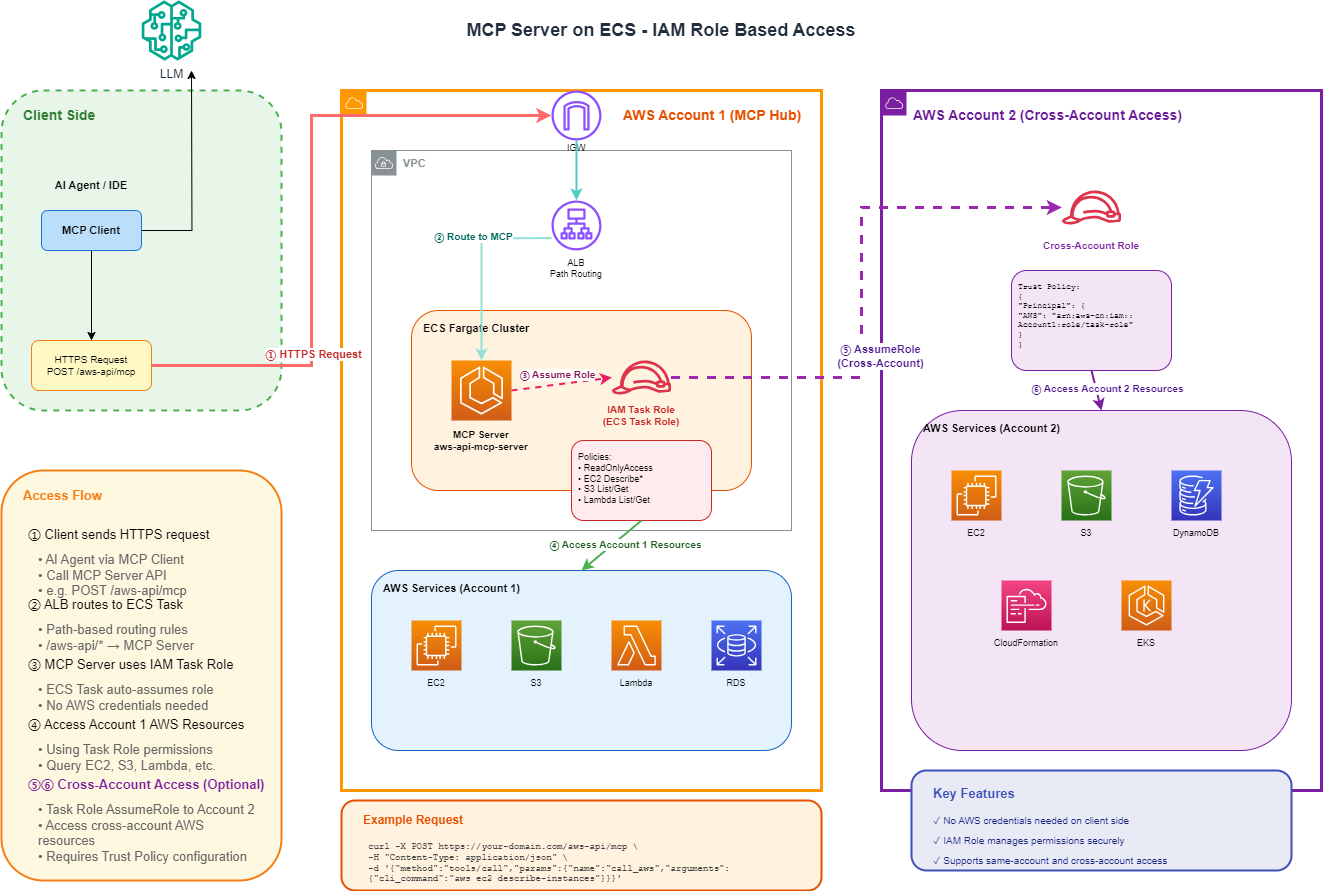 MCP Server on ECS - IAM Role Based Access
LLM
Client Side
AI Agent / IDE
MCP Client
HTTPS Request
POST /aws-api/mcp
① HTTPS Request
AWS Account 1 (MCP Hub)
IGW
VPC
② Route to MCP
ALB
Path Routing
ECS Fargate Cluster
③ Assume Role
MCP Server
aws-api-mcp-server
IAM Task Role
(ECS Task Role)
Policies:
• ReadOnlyAccess
• EC2 Describe*
• S3 List/Get
• Lambda List/Get
④ Access Account 1 Resources
AWS Services (Account 1)
EC2
S3
Lambda
RDS
⑤ AssumeRole
(Cross-Account)
AWS Account 2 (Cross-Account Access)
Cross-Account Role
Trust Policy:
{
"Principal": {
"AWS": "arn:aws-cn:iam::
Account1:role/task-role"
}
}
⑥ Access Account 2 Resources
AWS Services (Account 2)
EC2
S3
DynamoDB
CloudFormation
EKS
Access Flow
① Client sends HTTPS request
• AI Agent via MCP Client
• Call MCP Server API
• e.g. POST /aws-api/mcp
② ALB routes to ECS Task
• Path-based routing rules
• /aws-api/* → MCP Server
③ MCP Server uses IAM Task Role
• ECS Task auto-assumes role
• No AWS credentials needed
④ Access Account 1 AWS Resources
• Using Task Role permissions
• Query EC2, S3, Lambda, etc.
⑤⑥ Cross-Account Access (Optional)
• Task Role AssumeRole to Account 2
• Access cross-account AWS
resources
• Requires Trust Policy configuration
Example Request
curl -X POST https://your-domain.com/aws-api/mcp \
-H "Content-Type: application/json" \
-d '{"method":"tools/call","params":{"name":"call_aws","arguments":
{"cli_command":"aws ec2 describe-instances"}}}'
Key Features
✓ No AWS credentials needed on client side
✓ IAM Role manages permissions securely
✓ Supports same-account and cross-account access